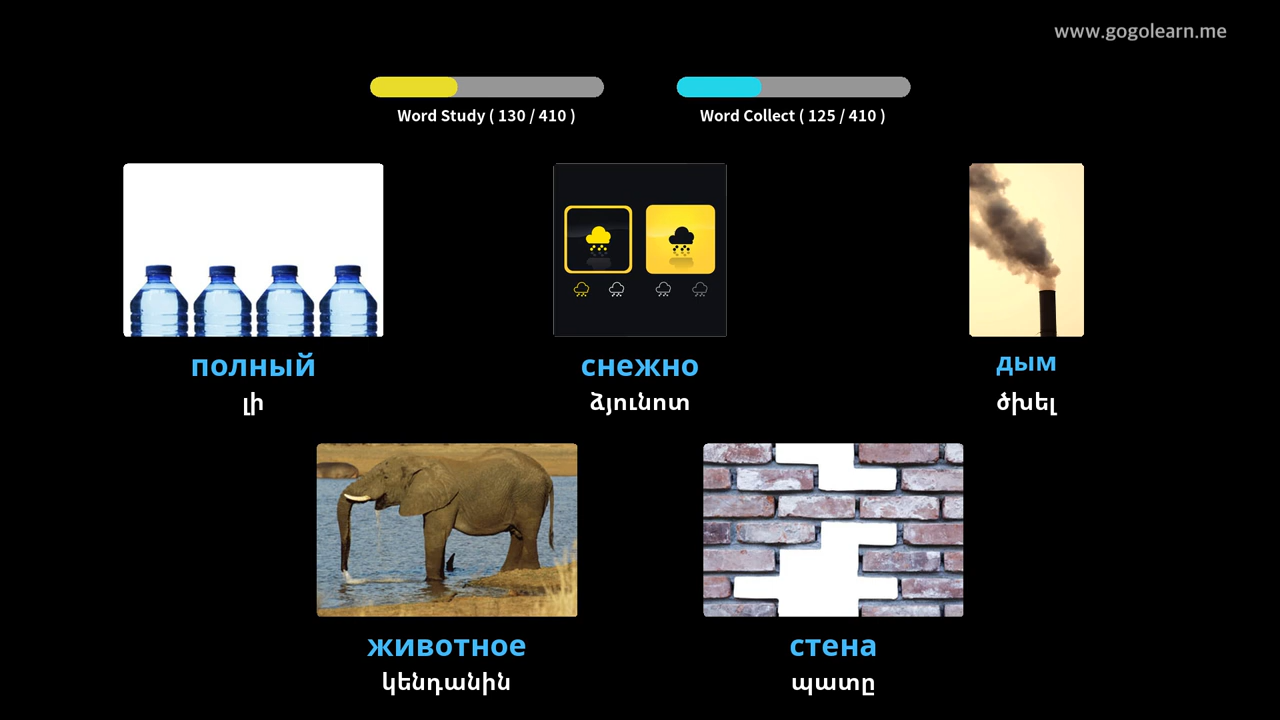 www.gogolearn.me
Word Study ( 130 / 410 )
Word Collect ( 125 / 410 )
полный
լի
снежно
ձյունոտ
дым
ծխել
животное
կենդանին
стена
պատը